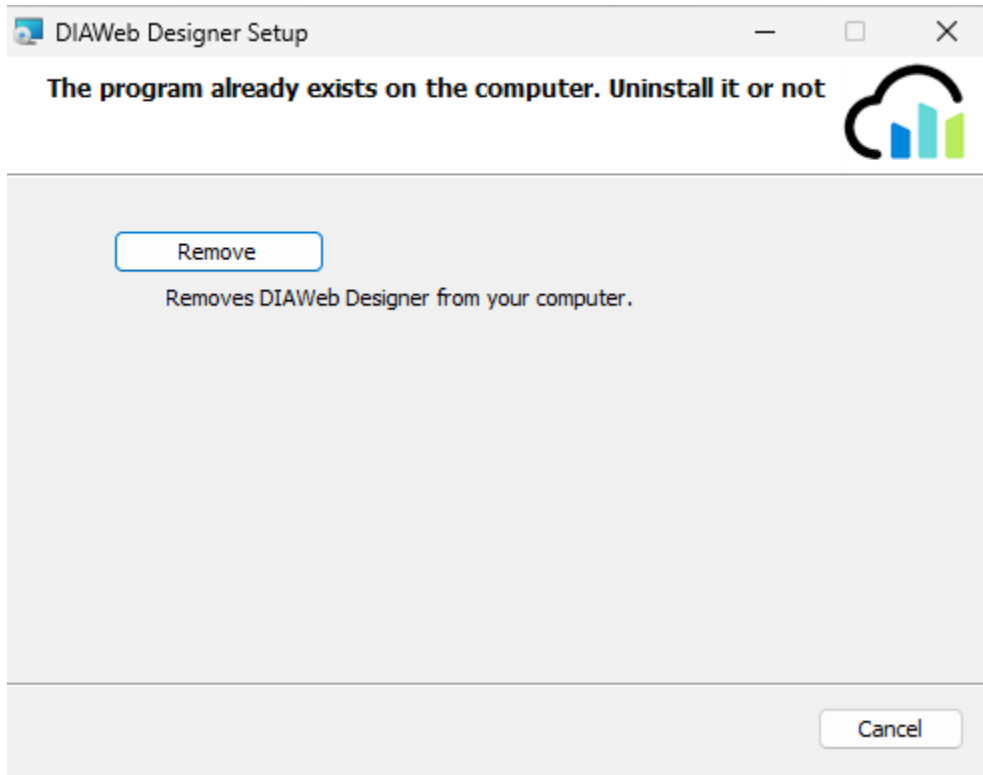 DIAWeb Designer Setup
The program already exists on the computer. Uninstall it or not
Remove
Removes DIAWeb Designer from your computer.
Cancel